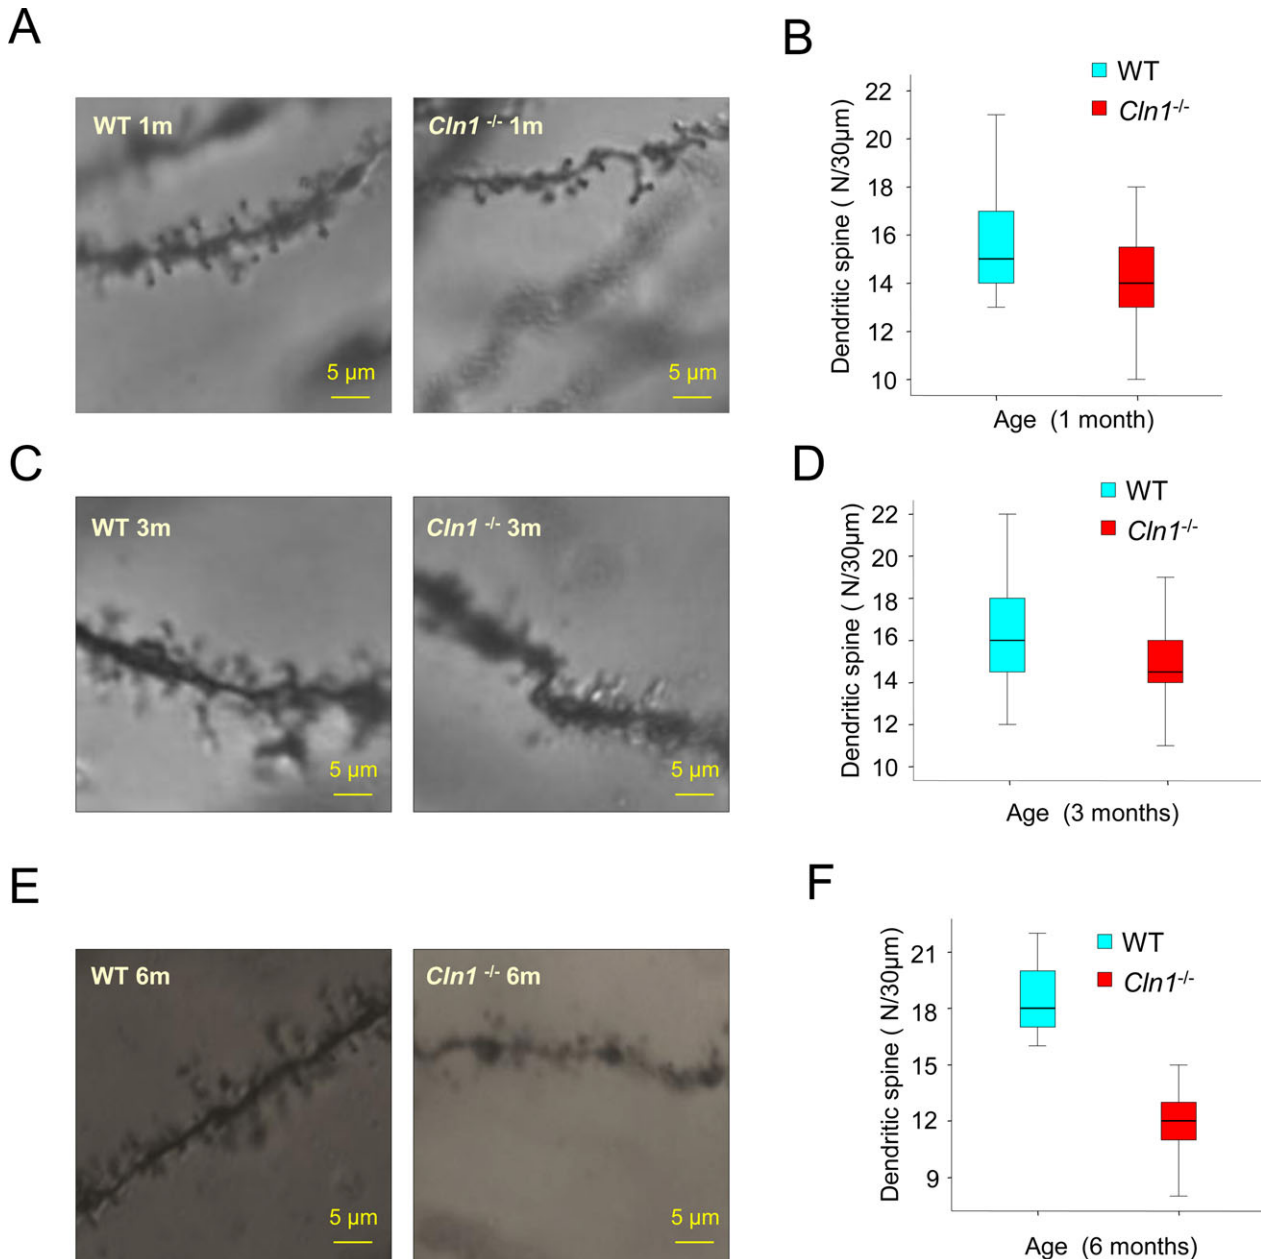 A
WT 1m
Cln1 -/- 1m
5 µm
5 µm
B
WT
Cln1-/-
Dendritic spine ( N/30µm)
22
20
18
16
14
12
10
Age (1 month)
C
WT 3m
Cln1 -/- 3m
5 µm
5 µm
D
WT
Cln1-/-
Dendritic spine ( N/30µm)
22
20
18
16
14
12
10
Age (3 months)
E
WT 6m
Cln1 -/- 6m
5 µm
5 µm
F
WT
Cln1-/-
Dendritic spine ( N/30µm)
21
18
15
12
9
Age (6 months)